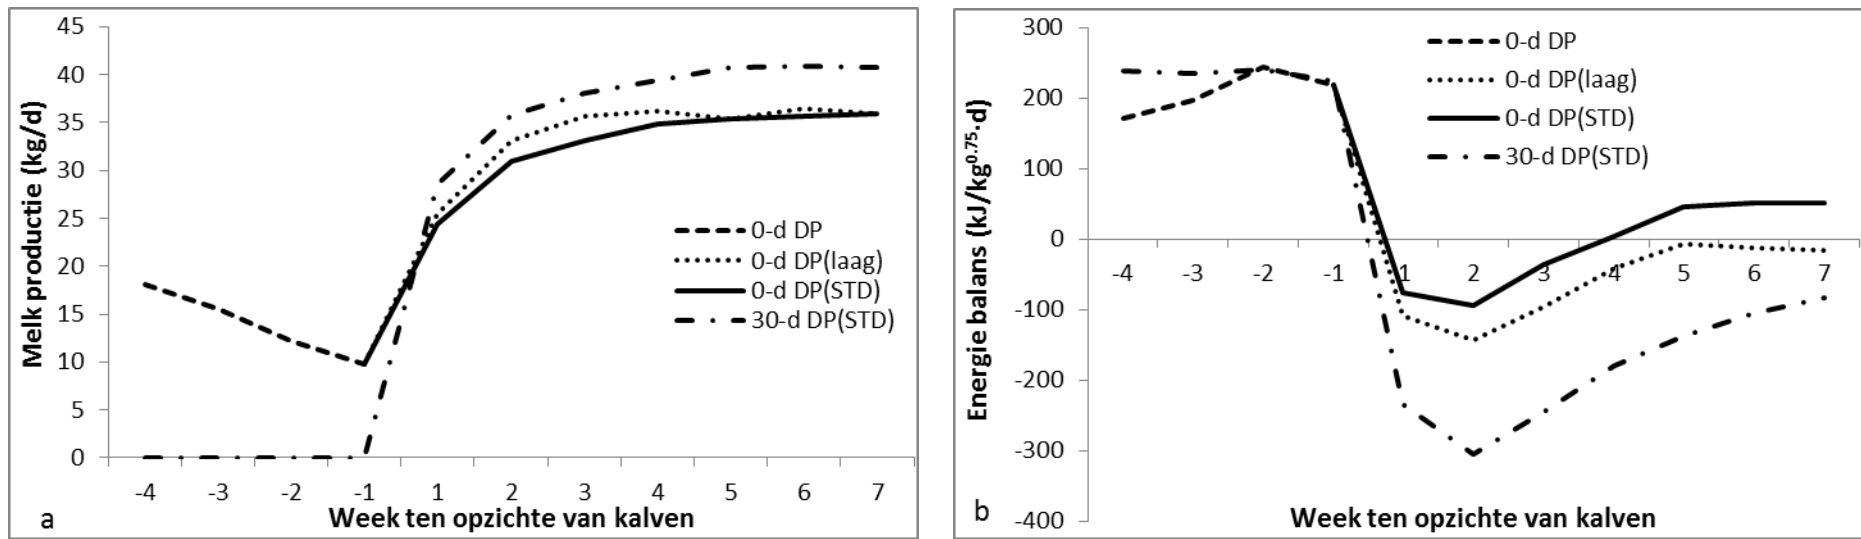 Melk productie (kg/d)
45
40
35
30
25
20
15
10
5
0
-4 -3 -2 -1 1 2 3 4 5 6 7
Week ten opzichte van kalven
a
0-d DP
0-d DP(laag)
0-d DP(STD)
30-d DP(STD)
Energie balans (kJ/kg⁰·⁷⁵·d)
300
200
100
0
-100
-200
-300
-400
-4 -3 -2 -1 1 2 3 4 5 6 7
Week ten opzichte van kalven
b
0-d DP
0-d DP(laag)
0-d DP(STD)
30-d DP(STD)